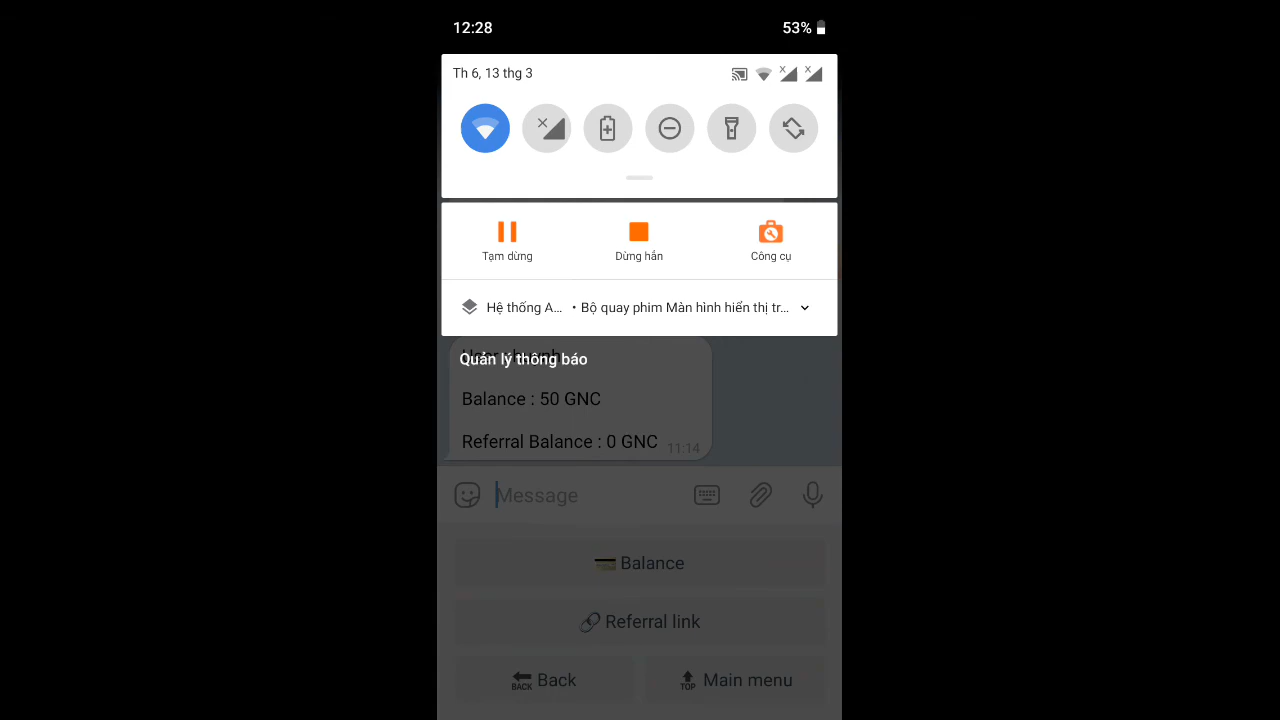 12:28
53%
Th 6, 13 thg 3
Tạm dừng
Dừng hẳn
Công cụ
Hệ thống A... • Bộ quay phim Màn hình hiển thị tr...
Quản lý thông báo
Balance : 50 GNC
Referral Balance : 0 GNC 11:14
Message
Balance
Referral link
BACK Back
TOP Main menu